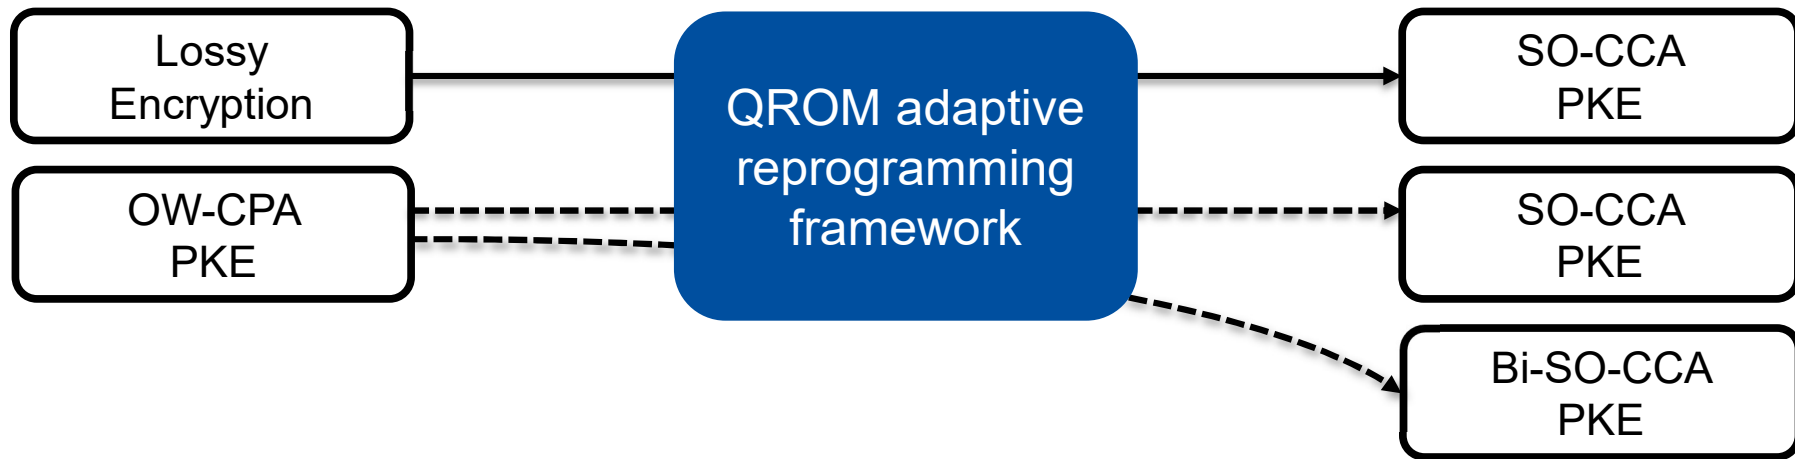 Lossy
Encryption
OW-CPA
PKE
QROM adaptive
reprogramming
framework
SO-CCA
PKE
SO-CCA
PKE
Bi-SO-CCA
PKE